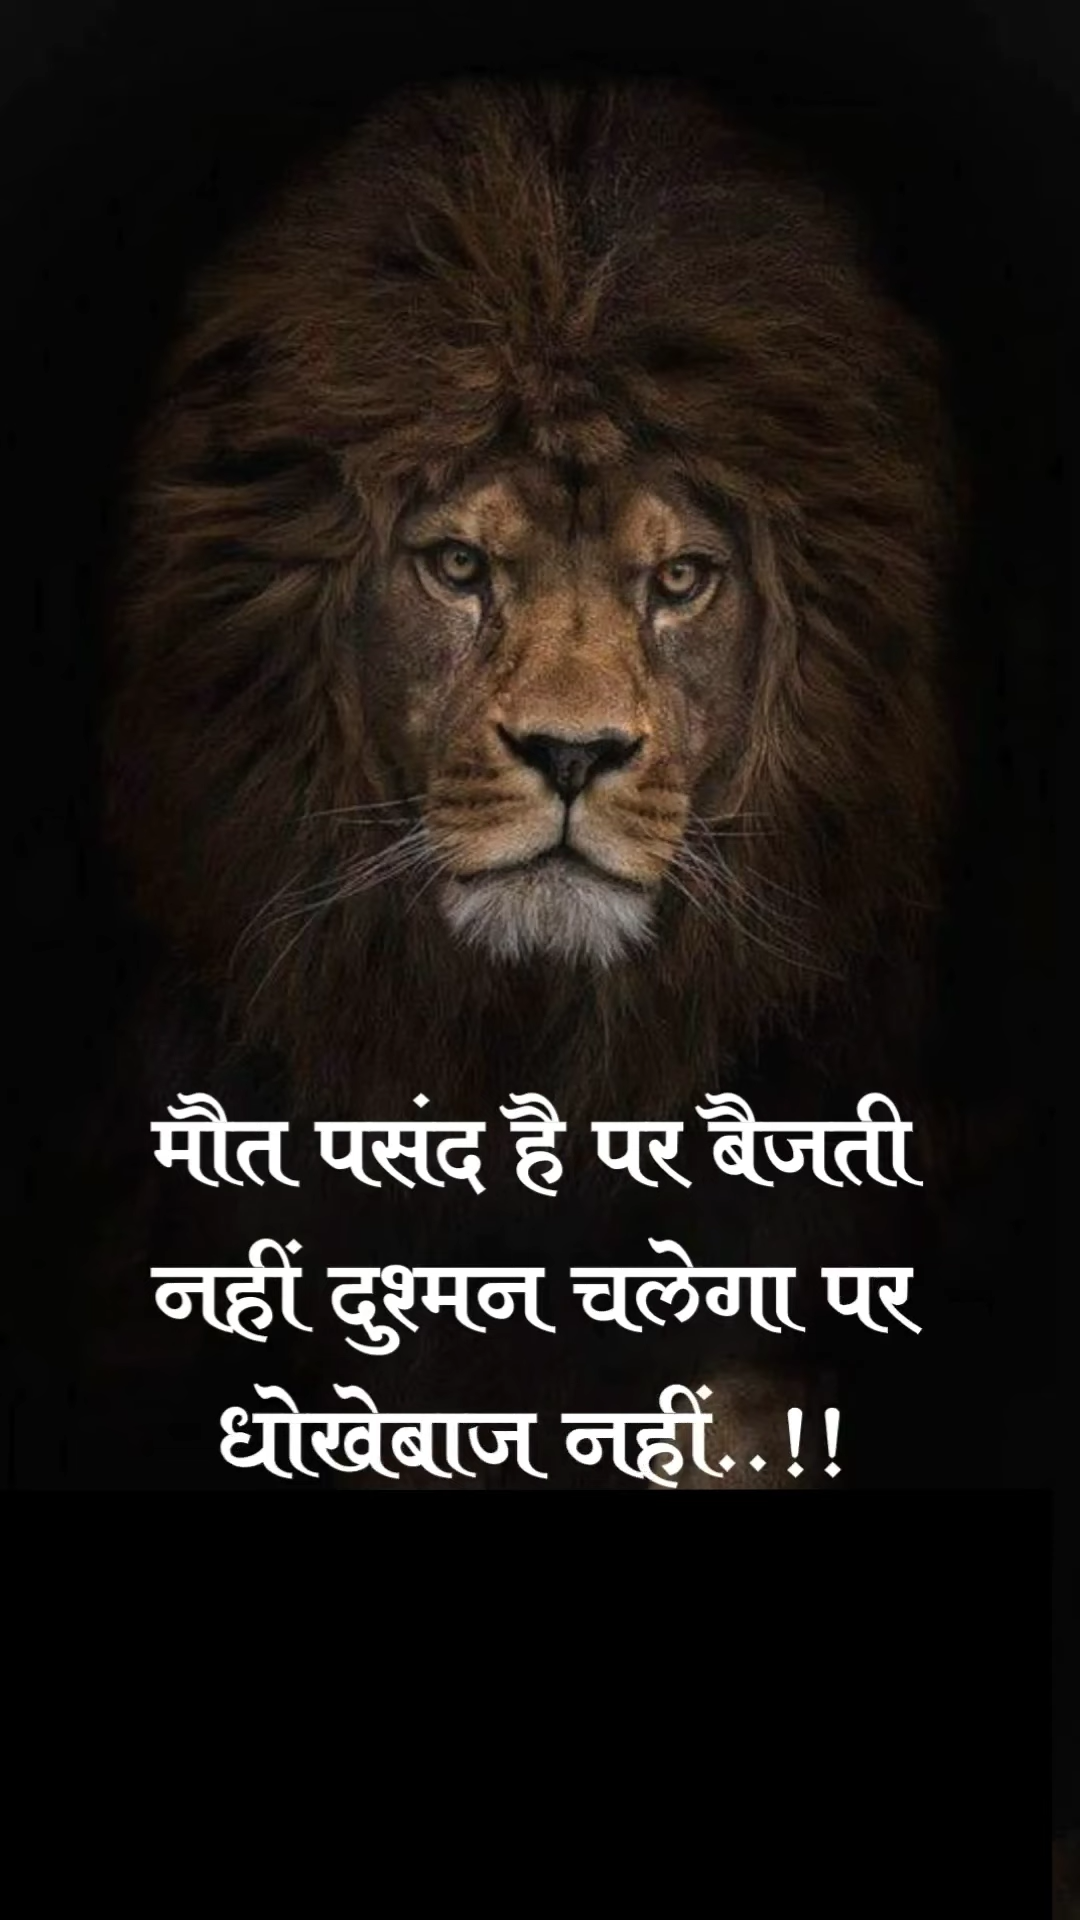 मौत पसंद है पर बैजती
नहीं दुश्मन चलेगा पर
धोखेबाज नहीं..!!